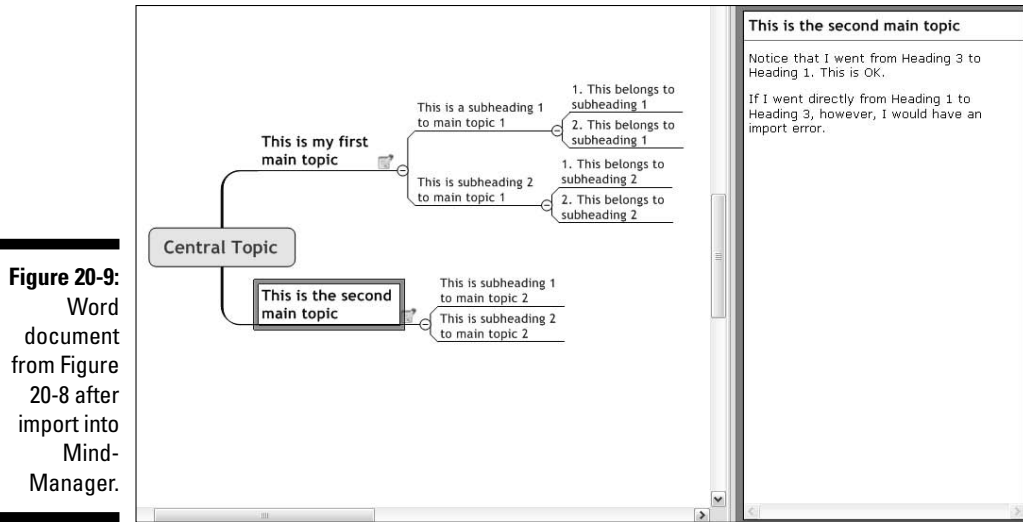 This is my first
main topic
This is a subheading 1
to main topic 1
1. This belongs to
subheading 1
2. This belongs to
subheading 1
This is subheading 2
to main topic 1
1. This belongs to
subheading 2
2. This belongs to
subheading 2
Central Topic
This is the second
main topic
This is subheading 1
to main topic 2
This is subheading 2
to main topic 2
This is the second main topic
Notice that I went from Heading 3 to
Heading 1. This is OK.
If I went directly from Heading 1 to
Heading 3, however, I would have an
import error.
Figure 20-9:
Word
document
from Figure
20-8 after
import into
Mind-
Manager.